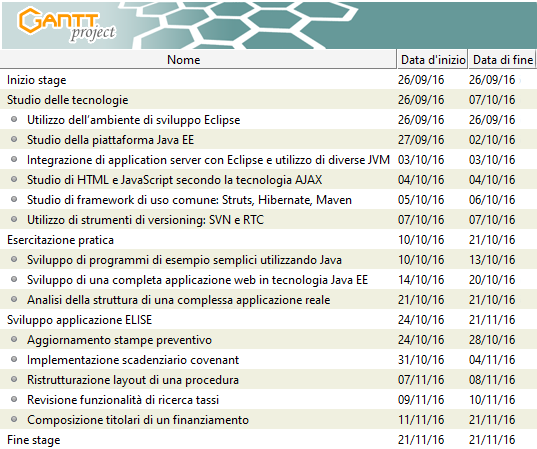 GANTT
project
Nome Data d'inizio Data di fine
Inizio stage 26/09/16 26/09/16
Studio delle tecnologie 26/09/16 07/10/16
Utilizzo dell'ambiente di sviluppo Eclipse 26/09/16 26/09/16
Studio della piattaforma Java EE 27/09/16 02/10/16
Integrazione di application server con Eclipse e utilizzo di diverse JVM 03/10/16 03/10/16
Studio di HTML e JavaScript secondo la tecnologia AJAX 04/10/16 04/10/16
Studio di framework di uso comune: Struts, Hibernate, Maven 05/10/16 06/10/16
Utilizzo di strumenti di versioning: SVN e RTC 07/10/16 07/10/16
Esercitazione pratica 10/10/16 21/10/16
Sviluppo di programmi di esempio semplici utilizzando Java 10/10/16 13/10/16
Sviluppo di una completa applicazione web in tecnologia Java EE 14/10/16 20/10/16
Analisi della struttura di una complessa applicazione reale 21/10/16 21/10/16
Sviluppo applicazione ELISE 24/10/16 21/11/16
Aggiornamento stampe preventivo 24/10/16 28/10/16
Implementazione scadenziario covenant 31/10/16 04/11/16
Ristrutturazione layout di una procedura 07/11/16 08/11/16
Revisione funzionalità di ricerca tassi 09/11/16 10/11/16
Composizione titolari di un finanziamento 11/11/16 21/11/16
Fine stage 21/11/16 21/11/16